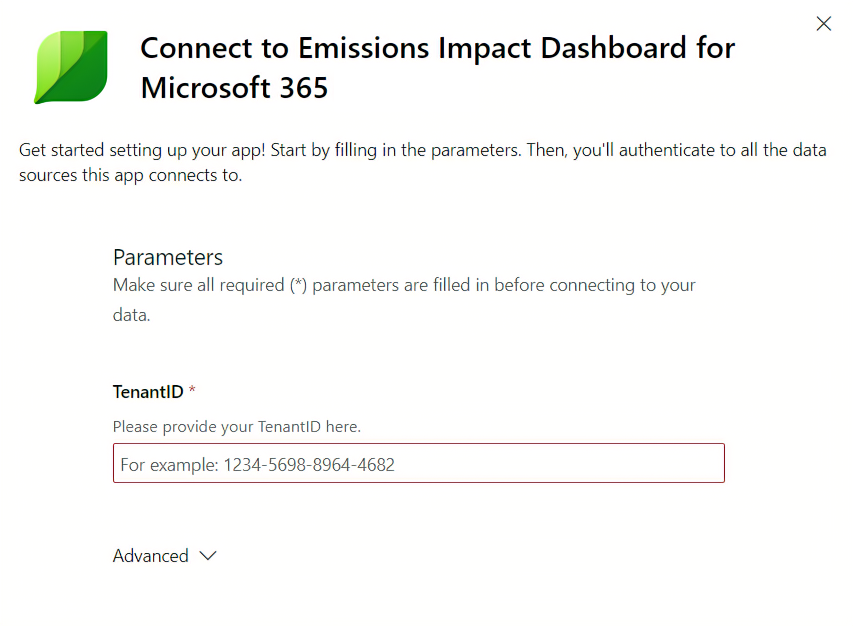 Connect to Emissions Impact Dashboard for
Microsoft 365
Get started setting up your app! Start by filling in the parameters. Then, you'll authenticate to all the data
sources this app connects to.
Parameters
Make sure all required (*) parameters are filled in before connecting to your
data.
TenantID *
Please provide your TenantID here.
For example: 1234-5698-8964-4682
Advanced